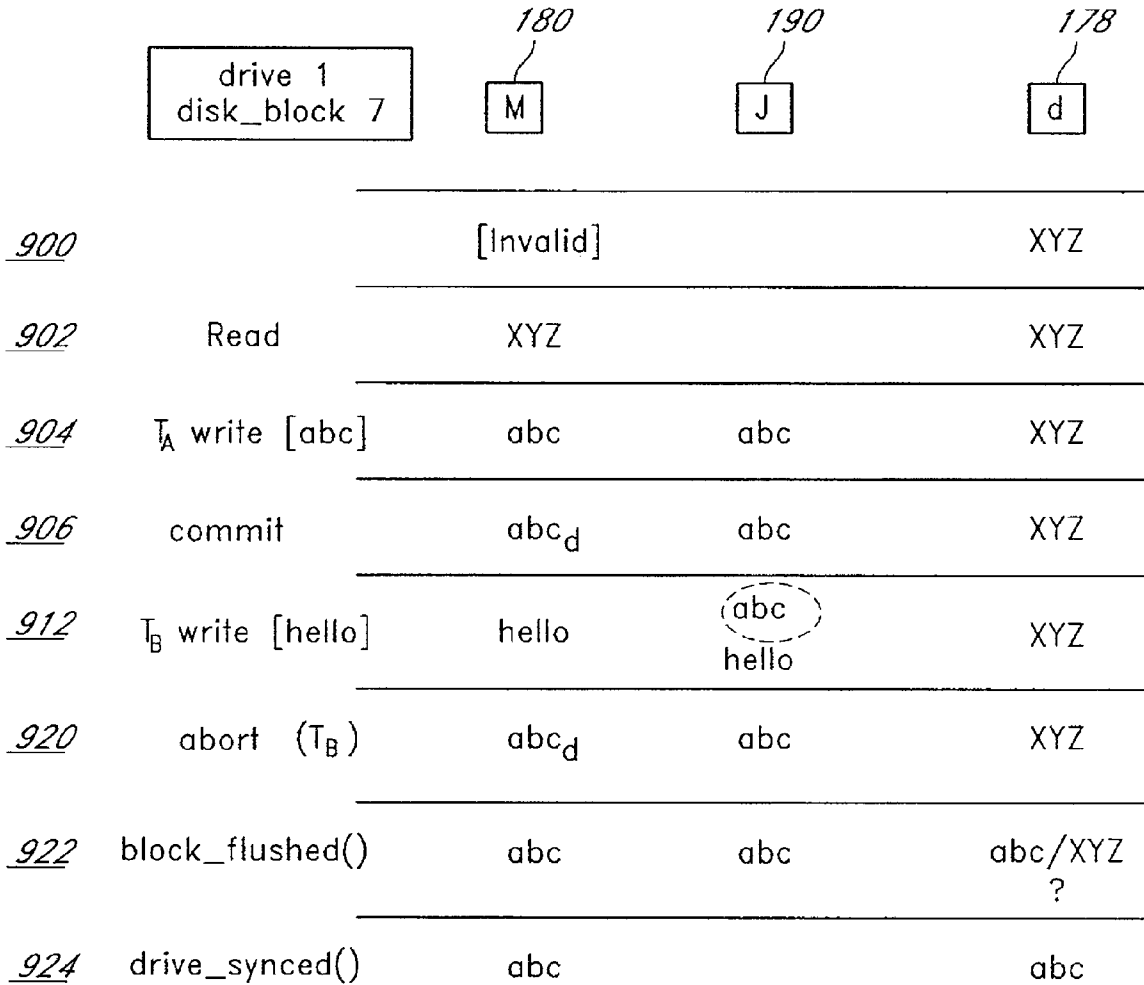 180 190 178
drive 1
disk_block 7
M J d
900 [Invalid] XYZ
902 Read XYZ XYZ
904 TA write [abc] abc abc XYZ
906 commit abcd abc XYZ
abc
912 TB write [hello] hello XYZ
hello
920 abort (TB) abcd abc XYZ
922 block_flushed() abc abc abc/XYZ
?
924 drive_synced() abc abc